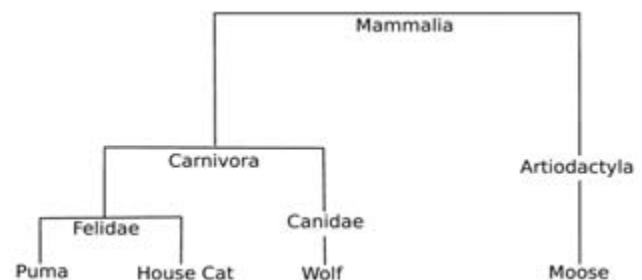 Mammalia
Carnivora
Artiodactyla
Felidae
Canidae
Puma House Cat Wolf Moose